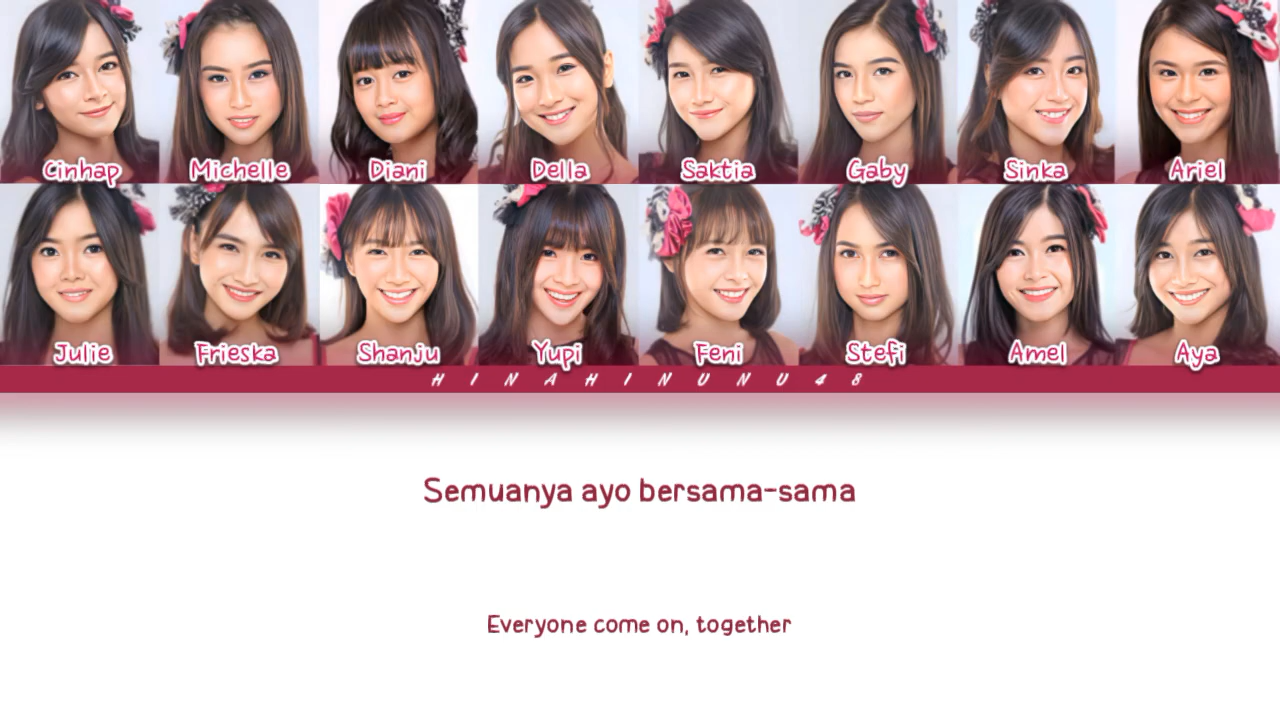 Cinhap Michelle Diani Della Saktia Gaby Sinka Ariel
Julie Frieska Shanju Yupi Feni Stefi Amel Aya
HINAHINUNU48
Semuanya ayo bersama-sama
Everyone come on, together